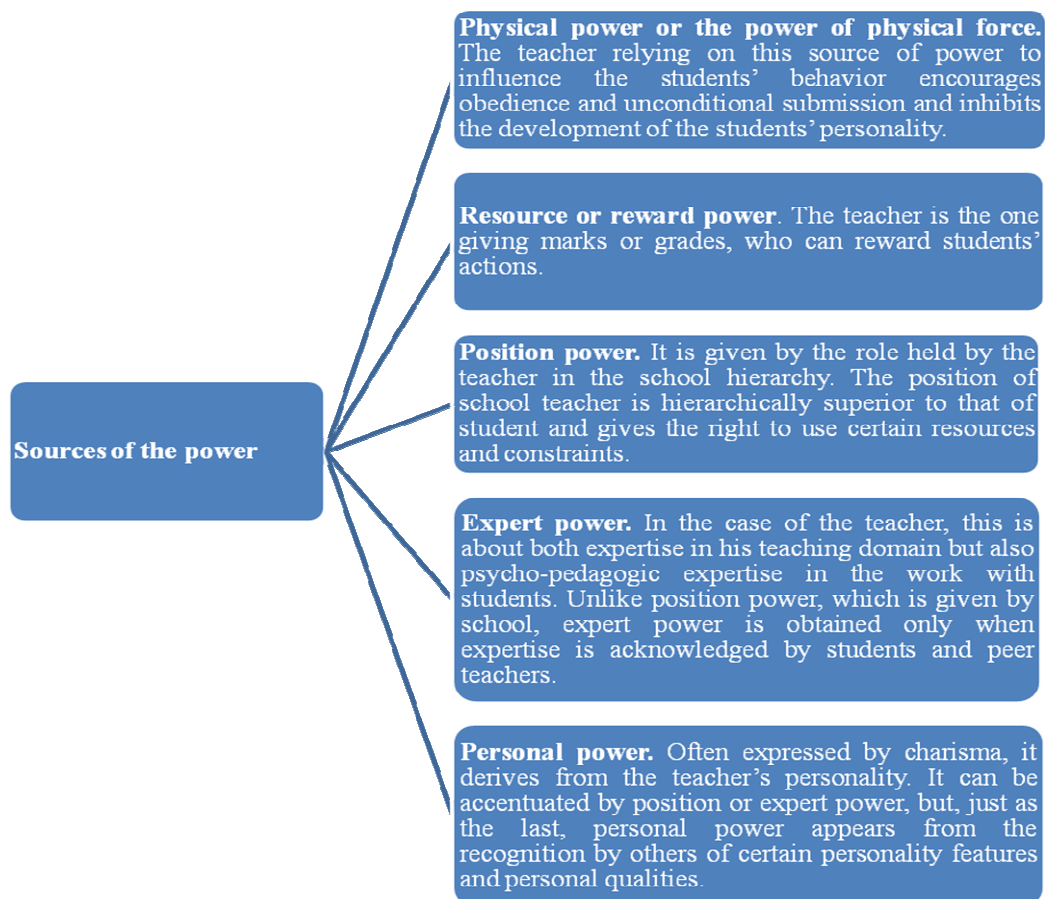 Sources of the power
Physical power or the power of physical force.
The teacher relying on this source of power to
influence the students’ behavior encourages
obedience and unconditional submission and inhibits
the development of the students’ personality.
Resource or reward power. The teacher is the one
giving marks or grades, who can reward students’
actions.
Position power. It is given by the role held by the
teacher in the school hierarchy. The position of
school teacher is hierarchically superior to that of
student and gives the right to use certain resources
and constraints.
Expert power. In the case of the teacher, this is
about both expertise in his teaching domain but also
psycho-pedagogic expertise in the work with
students. Unlike position power, which is given by
school, expert power is obtained only when
expertise is acknowledged by students and peer
teachers.
Personal power. Often expressed by charisma, it
derives from the teacher’s personality. It can be
accentuated by position or expert power, but, just as
the last, personal power appears from the
recognition by others of certain personality features
and personal qualities.